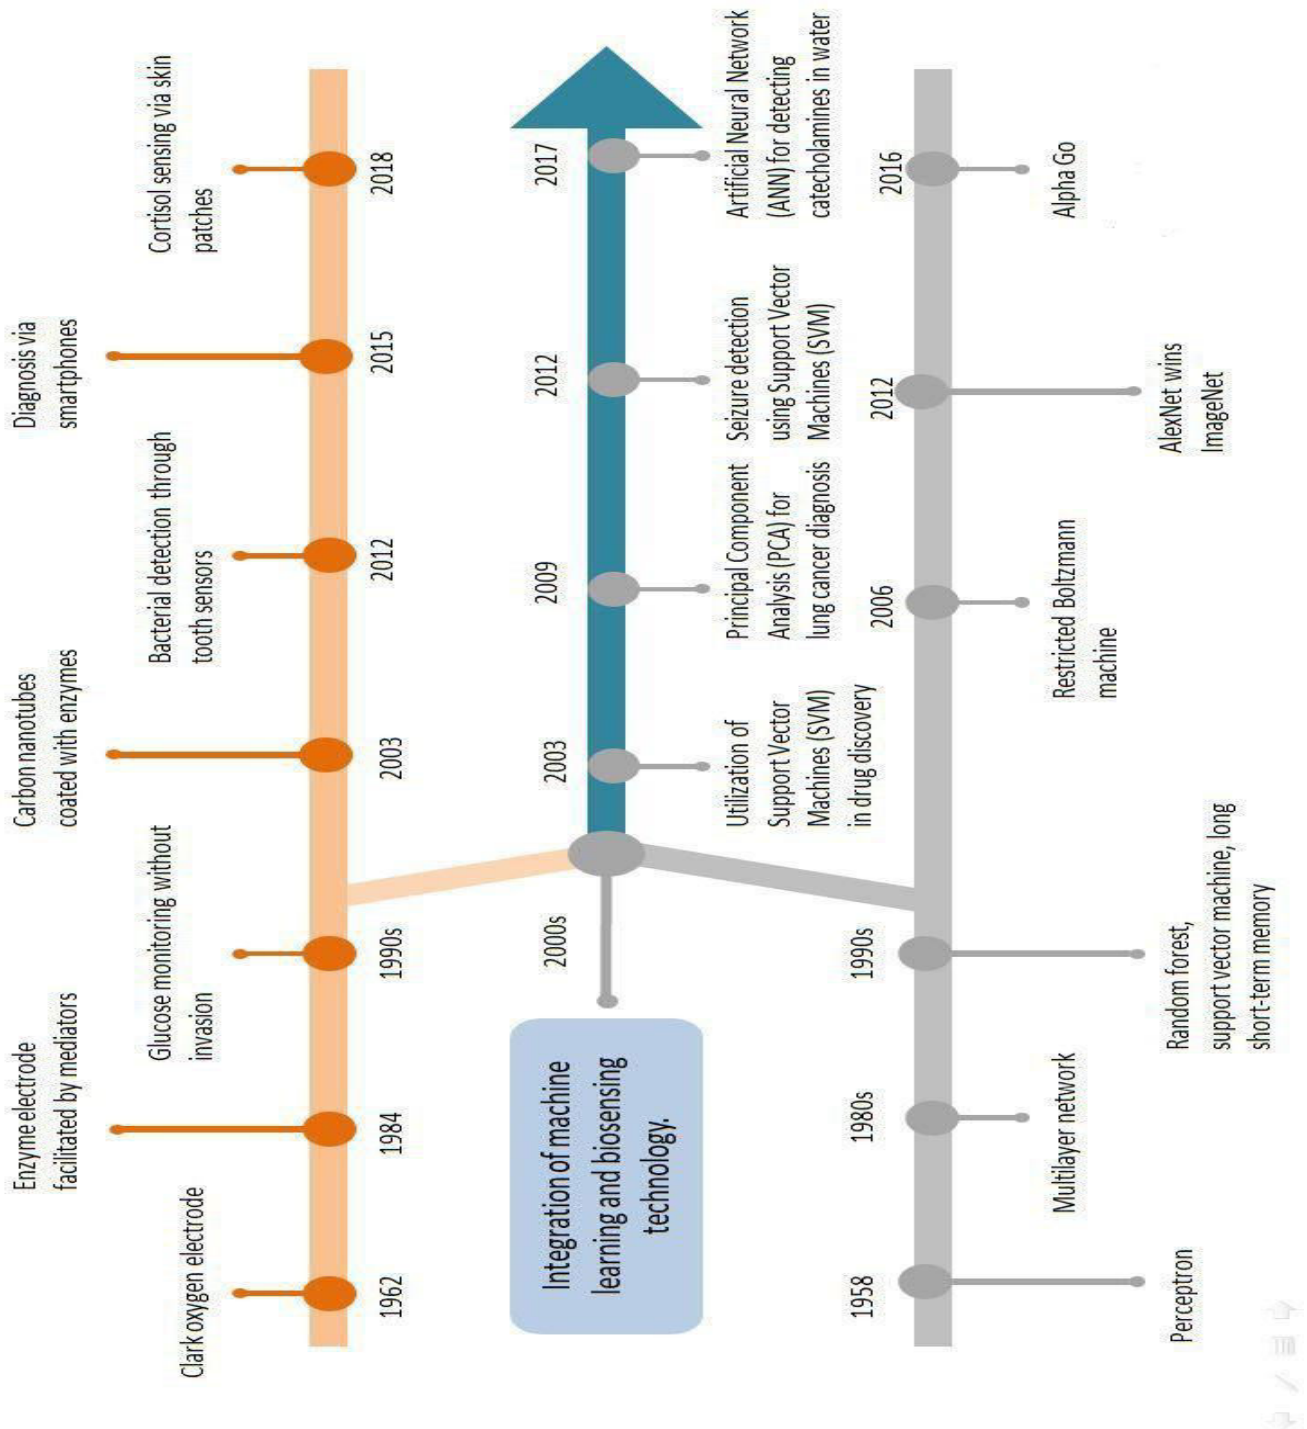 Clark oxygen electrode
1962
Enzyme electrode
facilitated by mediators
1984
Glucose monitoring without
invasion
1990s
Carbon nanotubes
coated with enzymes
2003
Bacterial detection through
tooth sensors
2012
Diagnosis via
smartphones
2015
Cortisol sensing via skin
patches
2018
Integration of machine
learning and biosensing
technology.
2000s
2003
Utilization of
Support Vector
Machines (SVM)
in drug discovery
2009
Principal Component
Analysis (PCA) for
lung cancer diagnosis
2012
Seizure detection
using Support Vector
Machines (SVM)
2017
Artificial Neural Network
(ANN) for detecting
catecholamines in water
1958
Perceptron
1980s
Multilayer network
1990s
Random forest,
support vector machine, long
short-term memory
2006
Restricted Boltzmann
machine
2012
AlexNet wins
ImageNet
2016
Alpha Go